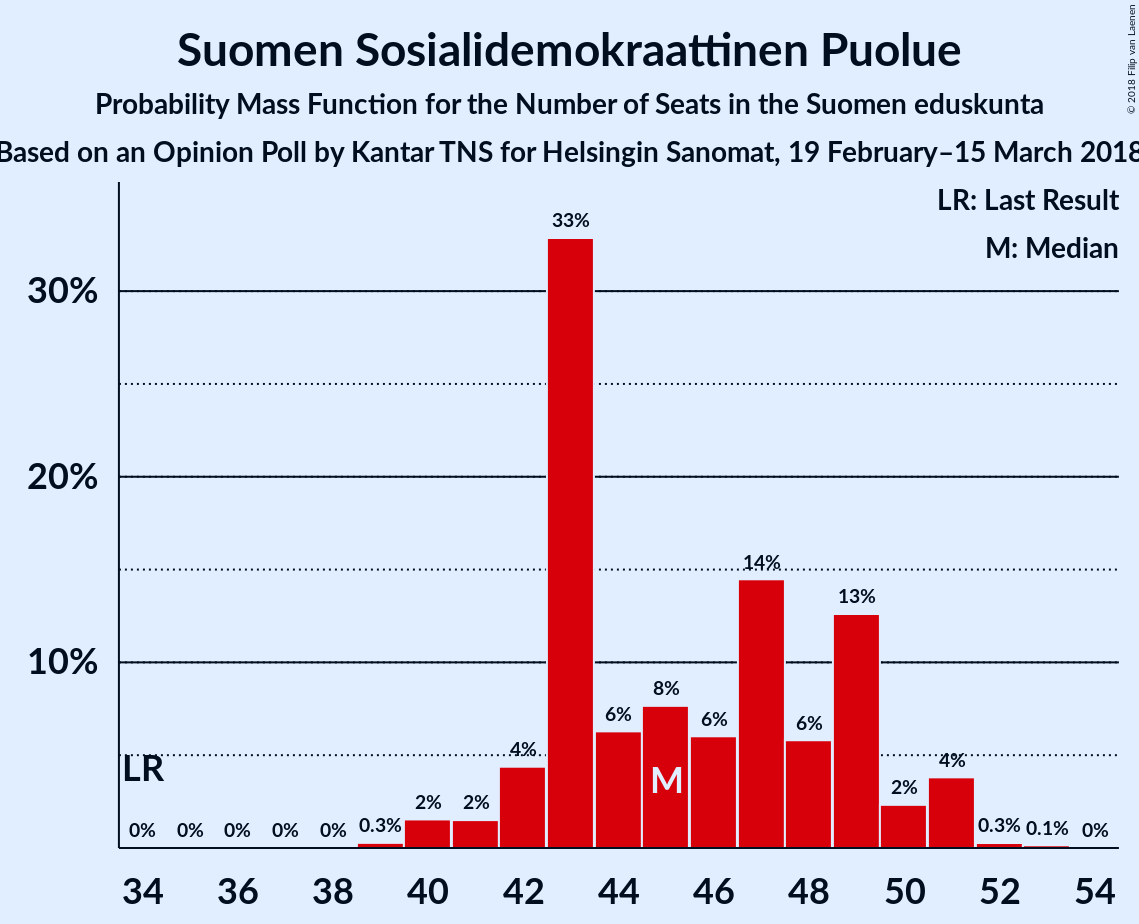 Suomen Sosialidemokraattinen Puolue
Probability Mass Function for the Number of Seats in the Suomen eduskunta
Based on an Opinion Poll by Kantar TNS for Helsingin Sanomat, 19 February–15 March 2018
© 2018 Filip van Laenen
LR: Last Result
M: Median
30%
20%
10%
33%
14%
13%
8%
6%
6%
6%
4%
4%
LR
M
0% 0% 0% 0% 0% 0.3% 2% 2% 2% 0.3% 0.1% 0%
34 36 38 40 42 44 46 48 50 52 54